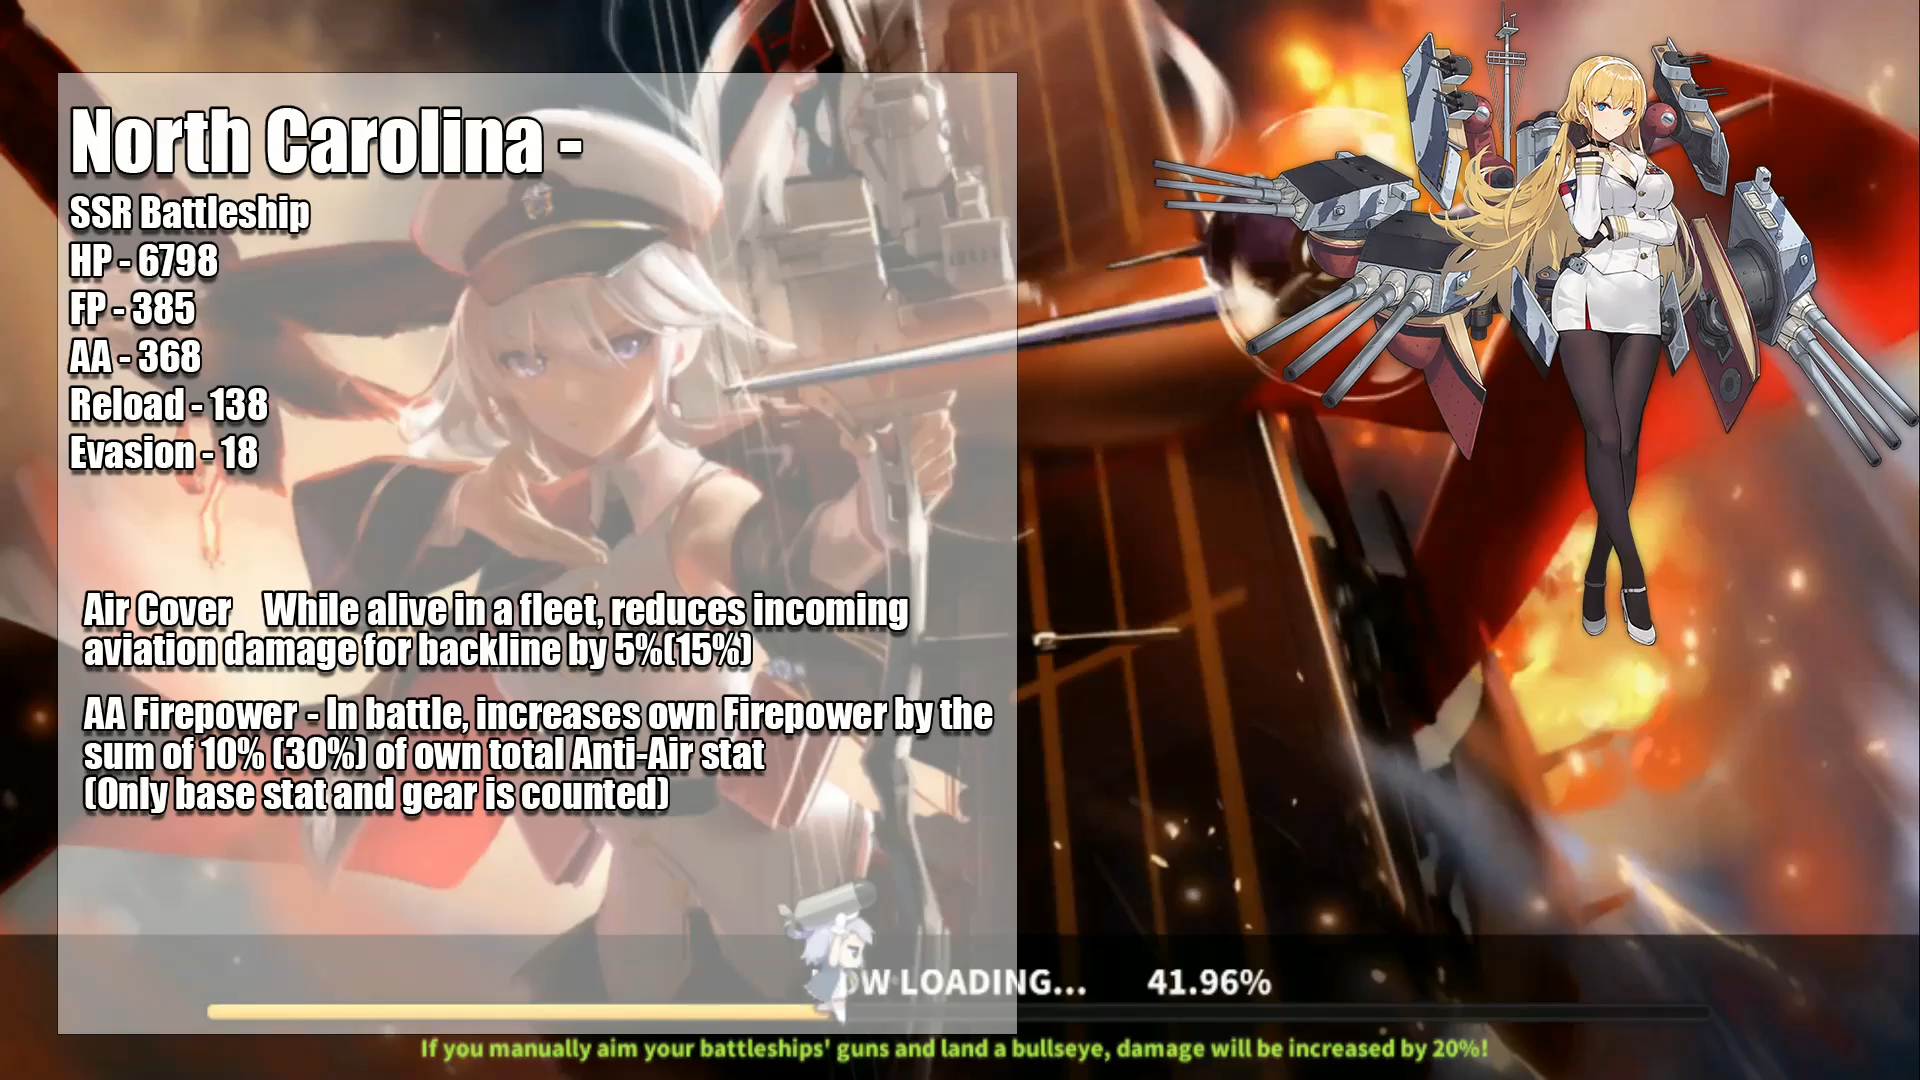 North Carolina -
SSR Battleship
HP - 6798
FP - 385
AA - 368
Reload - 138
Evasion - 18
Air Cover While alive in a fleet, reduces incoming
aviation damage for backline by 5%(15%)
AA Firepower - In battle, increases own Firepower by the
sum of 10% (30%) of own total Anti-Air stat
(Only base stat and gear is counted)
LOADING... 41.96%
If you manually aim your battleships' guns and land a bullseye, damage will be increased by 20%!